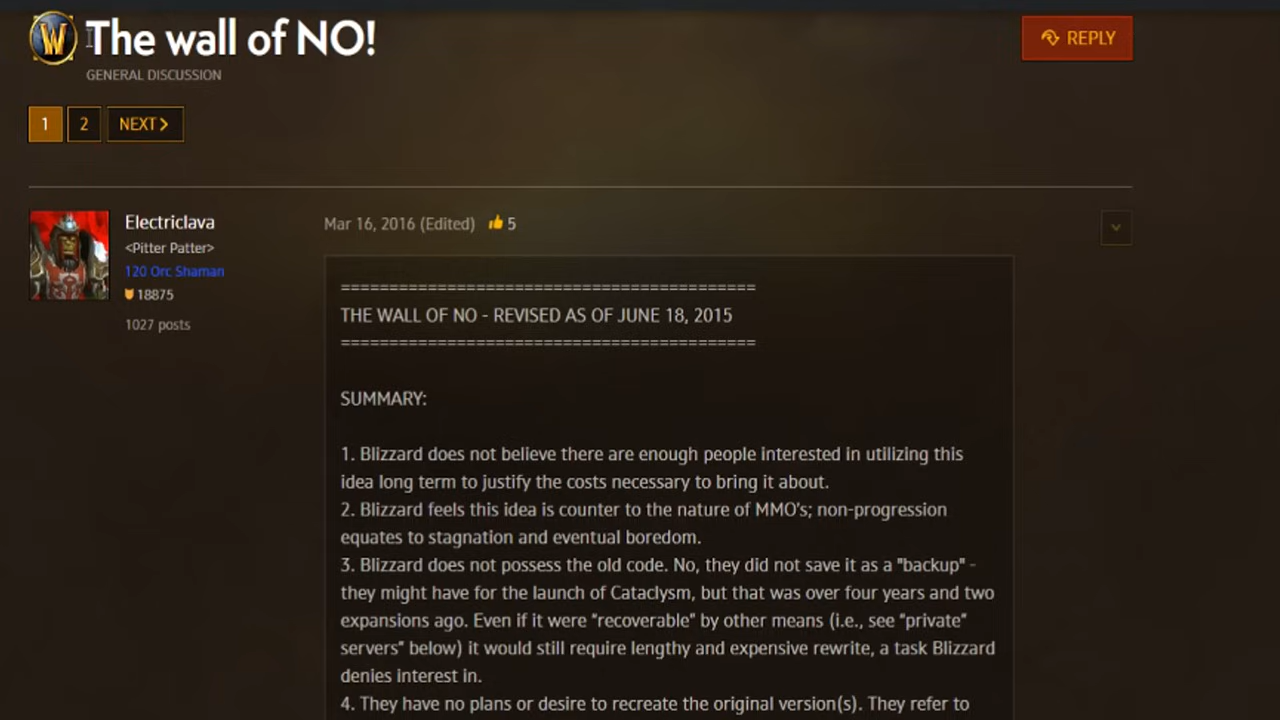 The wall of NO!
REPLY
GENERAL DISCUSSION
1 2 NEXT
Electriclava
<Pitter Patter>
120 Orc Shaman
18875
1027 posts
Mar 16, 2016 (Edited) 5
===========================================
THE WALL OF NO - REVISED AS OF JUNE 18, 2015
===========================================
SUMMARY:
1. Blizzard does not believe there are enough people interested in utilizing this
idea long term to justify the costs necessary to bring it about.
2. Blizzard feels this idea is counter to the nature of MMO's; non-progression
equates to stagnation and eventual boredom.
3. Blizzard does not possess the old code. No, they did not save it as a "backup" -
they might have for the launch of Cataclysm, but that was over four years and two
expansions ago. Even if it were "recoverable" by other means (i.e., see "private"
servers" below) it would still require lengthy and expensive rewrite, a task Blizzard
denies interest in.
4. They have no plans or desire to recreate the original version(s). They refer to